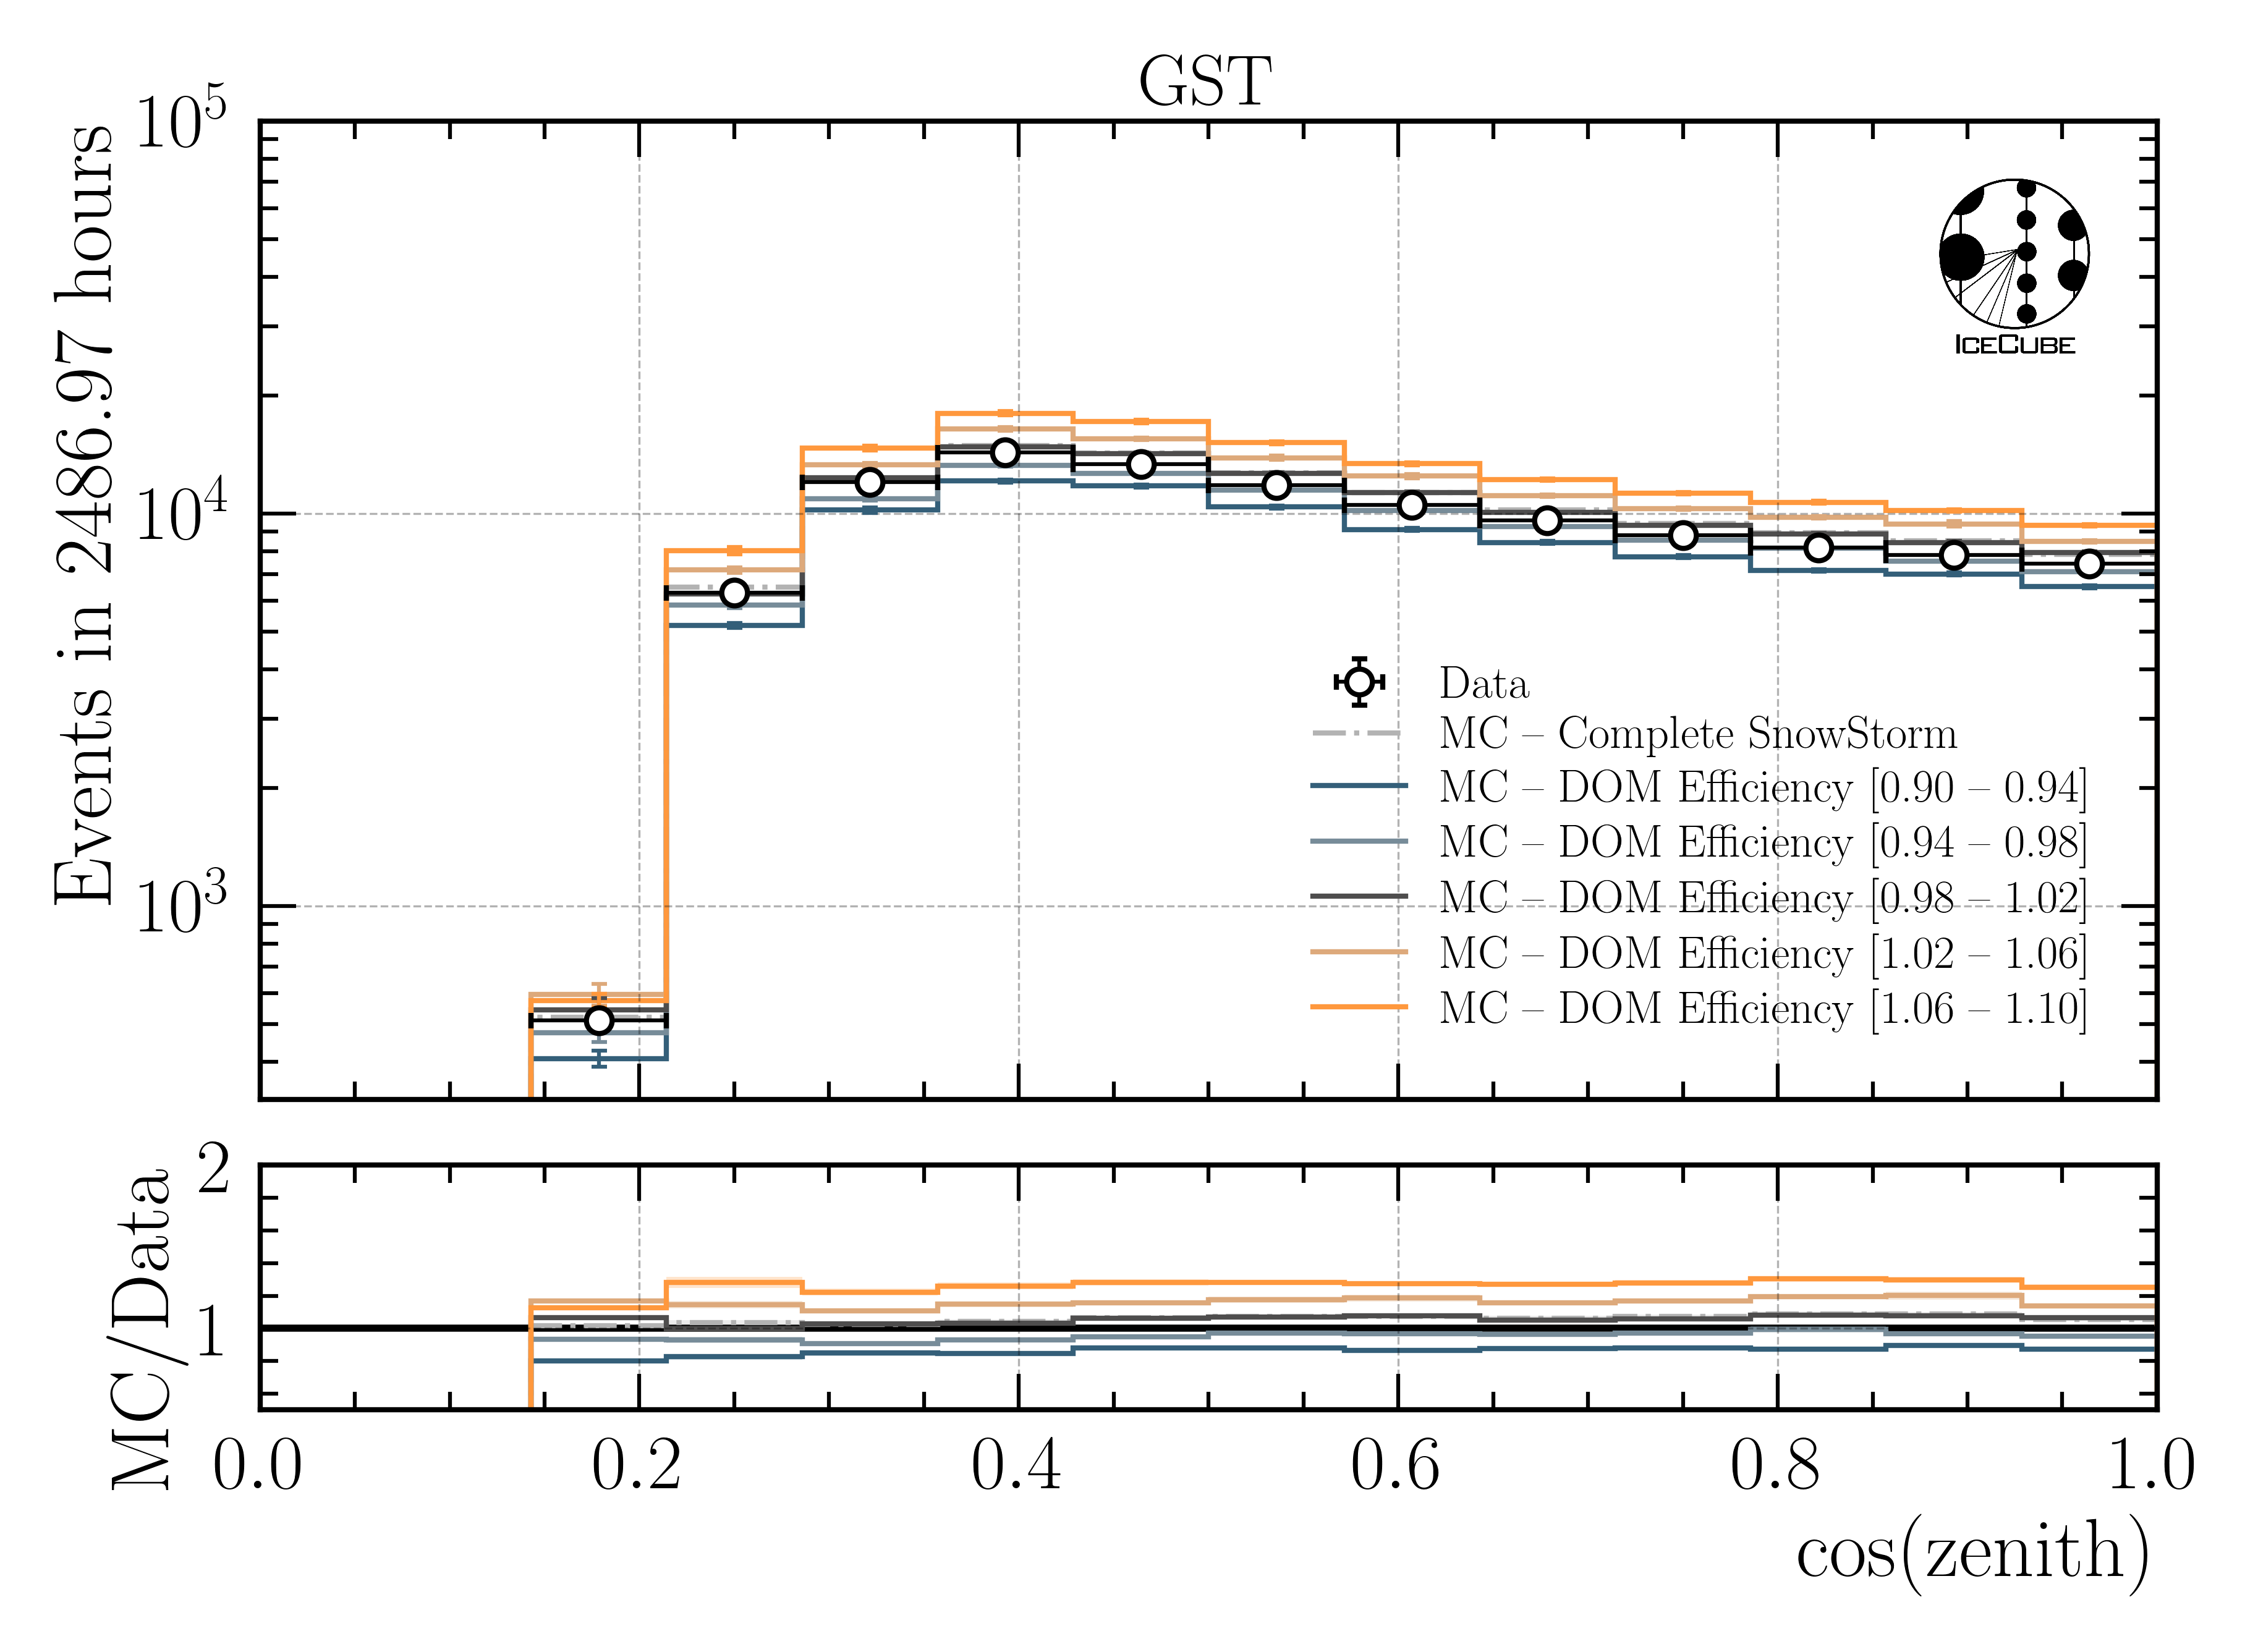 GST
10^5
10^4
10^3
Events in 2486.97 hours
ICECUBE
Data
MC – Complete SnowStorm
MC – DOM Efficiency [0.90 – 0.94]
MC – DOM Efficiency [0.94 – 0.98]
MC – DOM Efficiency [0.98 – 1.02]
MC – DOM Efficiency [1.02 – 1.06]
MC – DOM Efficiency [1.06 – 1.10]
2
1
MC/Data
0.0 0.2 0.4 0.6 0.8 1.0
cos(zenith)